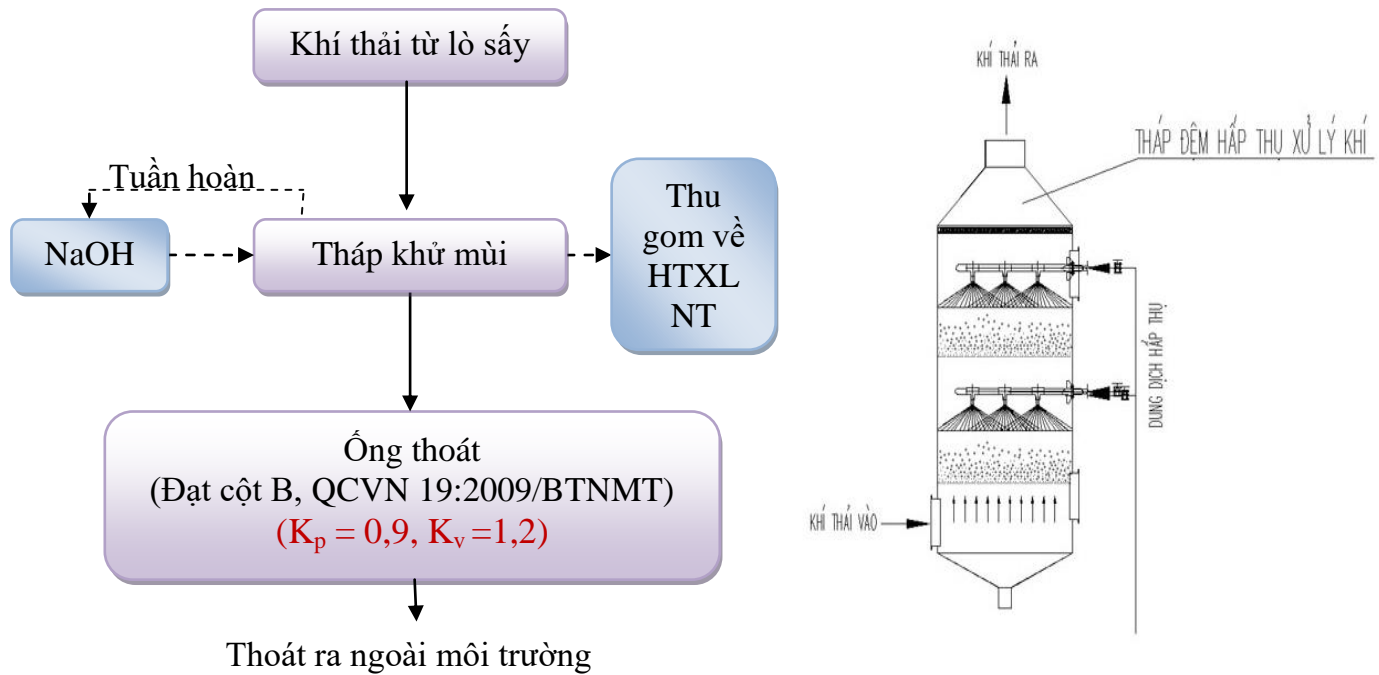 Khí thải từ lò sấy
Tuần hoàn
NaOH
Tháp khử mùi
Thu
gom về
HTXL
NT
Ống thoát
(Đạt cột B, QCVN 19:2009/BTNMT)
(Kp = 0,9, Kv =1,2)
Thoát ra ngoài môi trường
KHÍ THẢI RA
THÁP ĐỆM HẤP THỤ XỬ LÝ KHÍ
DUNG DỊCH HẤP THỤ
KHÍ THẢI VÀO